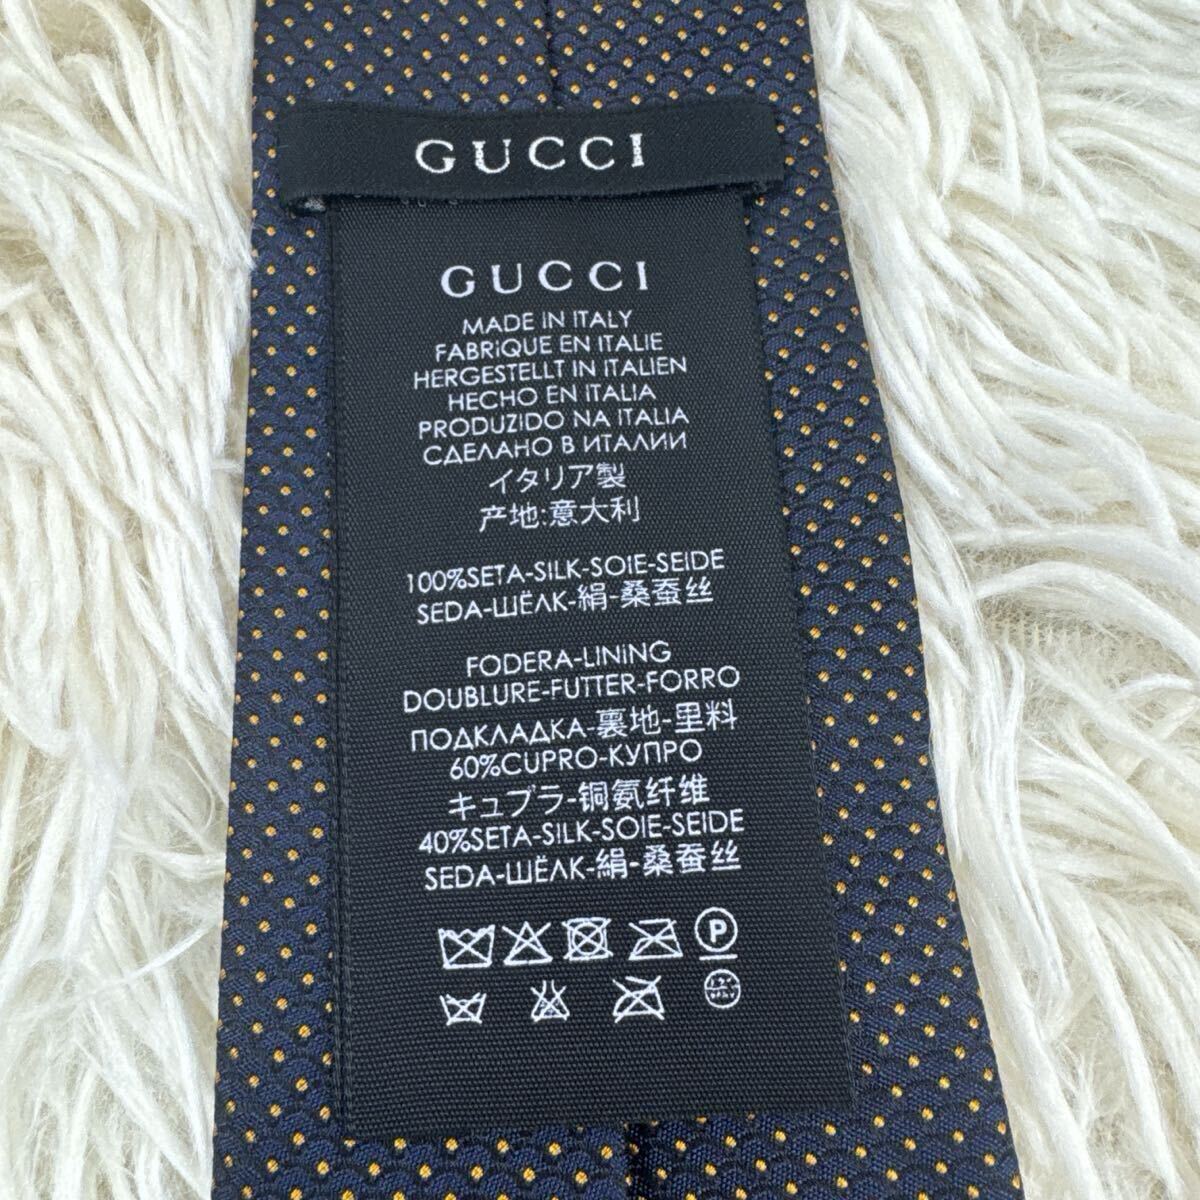 GUCCI
GUCCI
MADE IN ITALY
FABRiQUE EN ITALIE
HERGESTELLT IN ITALIEN
HECHO EN ITALIA
PRODUZIDO NA ITALIA
СДЕЛАНО В ИТАЛИИ
イタリア製
产地:意大利
100%SETA-SILK-SOIE-SEIDE
SEDA-ШЁЛК-絹-桑蚕丝
FODERA-LINING
DOUBLURE-FUTTER-FORRO
ПОДКЛАДКА-裏地-里料
60%CUPRO-КУПРО
キュプラ-铜氨纤维
40%SETA-SILK-SOIE-SEIDE
SEDA-ШЁЛК-絹-桑蚕丝
P